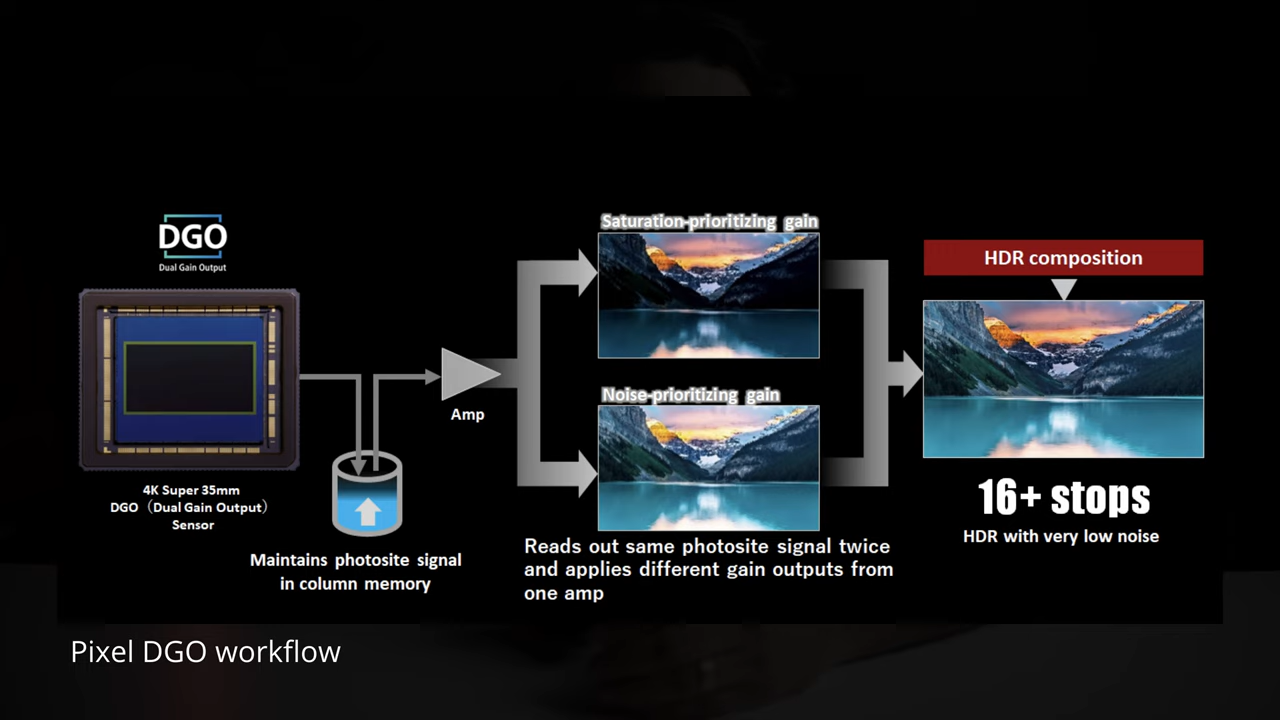 DGO
Dual Gain Output
4K Super 35mm
DGO（Dual Gain Output）
Sensor
Maintains photosite signal
in column memory
Amp
Saturation-prioritizing gain
Noise-prioritizing gain
Reads out same photosite signal twice
and applies different gain outputs from
one amp
HDR composition
16+ stops
HDR with very low noise
Pixel DGO workflow